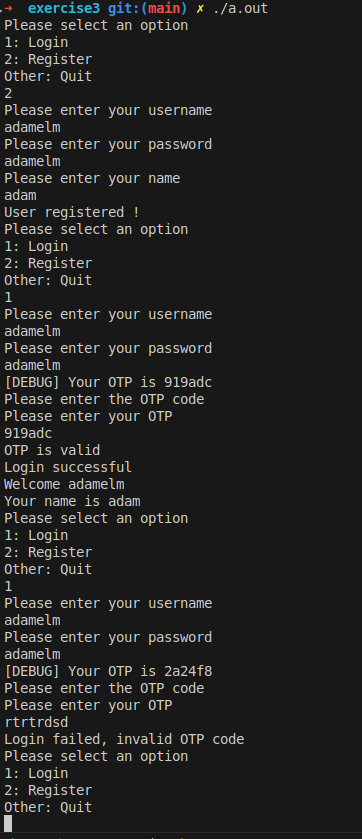 ➜  exercise3 git:(main) ✗ ./a.out
Please select an option
1: Login
2: Register
Other: Quit
2
Please enter your username
adamelm
Please enter your password
adamelm
Please enter your name
adam
User registered !
Please select an option
1: Login
2: Register
Other: Quit
1
Please enter your username
adamelm
Please enter your password
adamelm
[DEBUG] Your OTP is 919adc
Please enter the OTP code
Please enter your OTP
919adc
OTP is valid
Login successful
Welcome adamelm
Your name is adam
Please select an option
1: Login
2: Register
Other: Quit
1
Please enter your username
adamelm
Please enter your password
adamelm
[DEBUG] Your OTP is 2a24f8
Please enter the OTP code
Please enter your OTP
rtrtrdsd
Login failed, invalid OTP code
Please select an option
1: Login
2: Register
Other: Quit